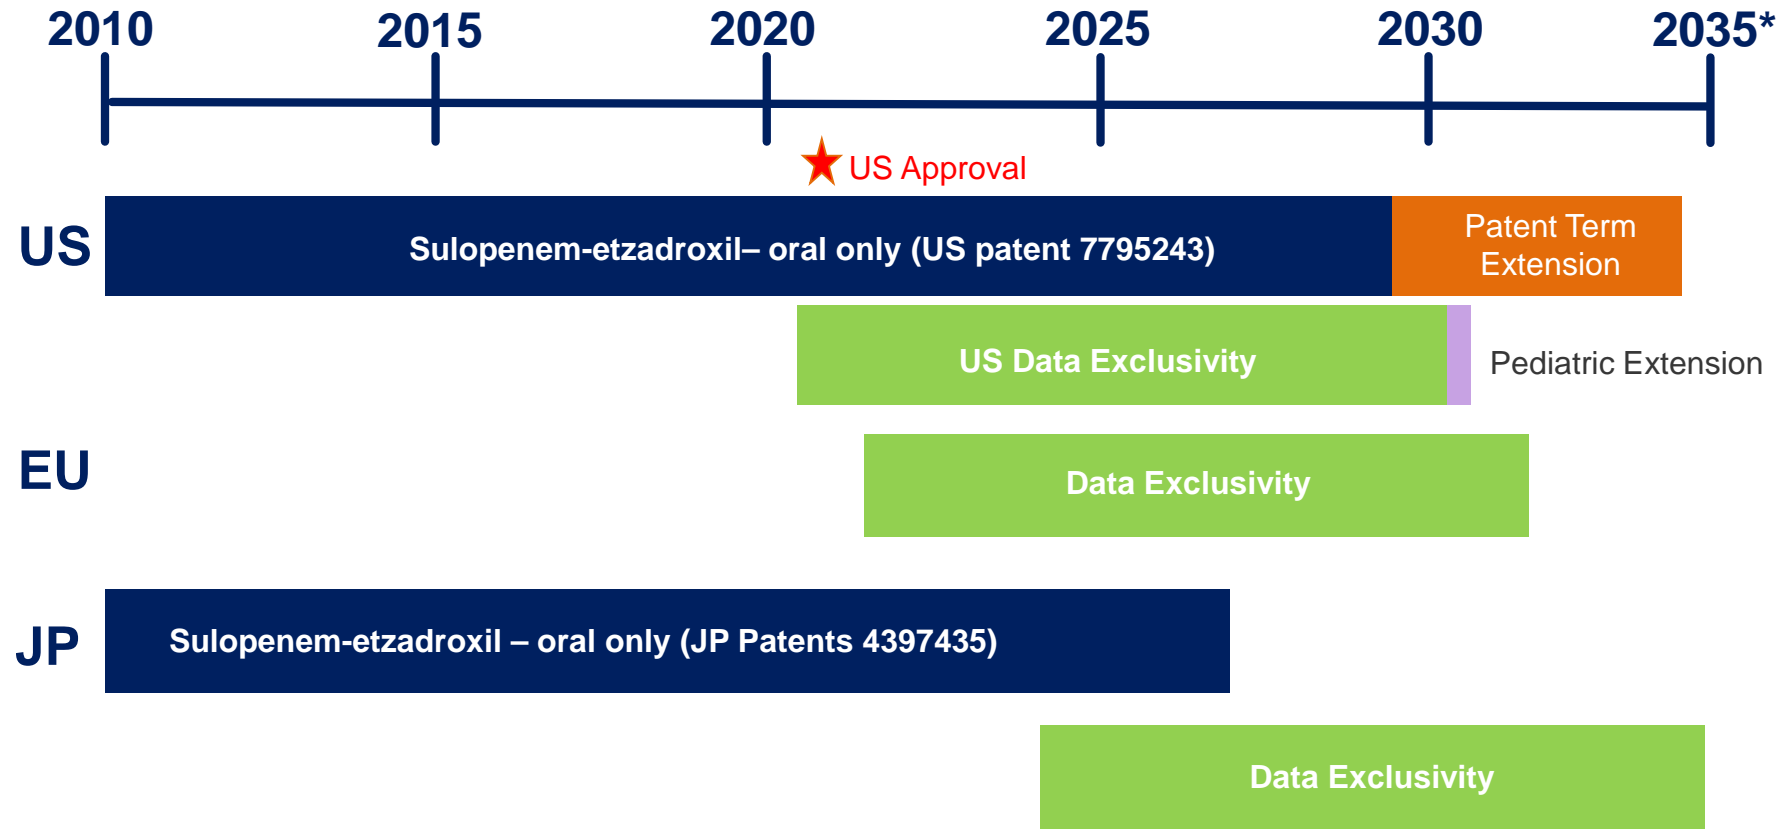 2010 2015 2020 2025 2030 2035*
US Approval
US
Sulopenem-etzadroxil– oral only (US patent 7795243)
Patent Term
Extension
US Data Exclusivity
Pediatric Extension
EU
Data Exclusivity
JP
Sulopenem-etzadroxil – oral only (JP Patents 4397435)
Data Exclusivity